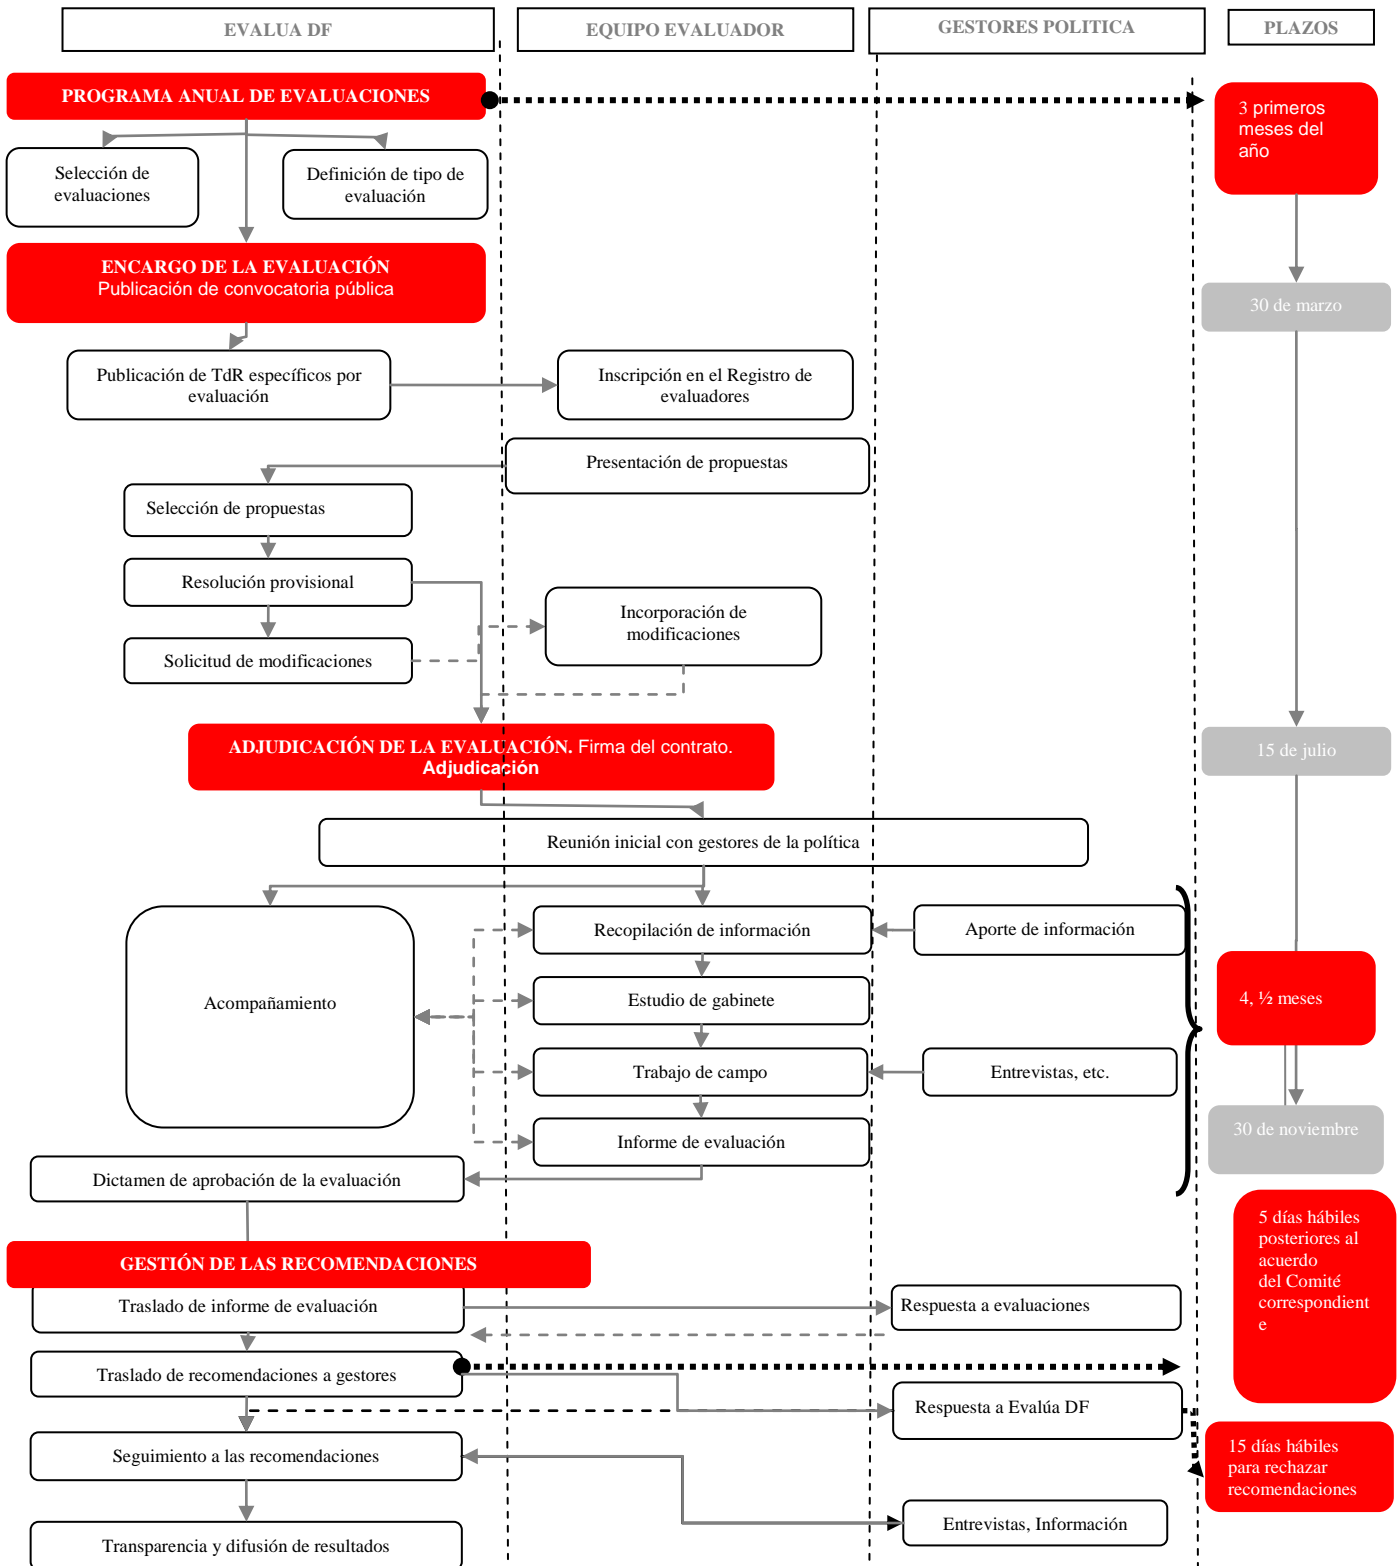 EVALUA DF
EQUIPO EVALUADOR
GESTORES POLITICA
PLAZOS
PROGRAMA ANUAL DE EVALUACIONES
3 primeros
meses del
año
Selección de
evaluaciones
Definición de tipo de
evaluación
ENCARGO DE LA EVALUACIÓN
Publicación de convocatoria pública
30 de marzo
Publicación de TdR específicos por
evaluación
Inscripción en el Registro de
evaluadores
Presentación de propuestas
Selección de propuestas
Resolución provisional
Incorporación de
modificaciones
Solicitud de modificaciones
ADJUDICACIÓN DE LA EVALUACIÓN. Firma del contrato.
Adjudicación
15 de julio
Reunión inicial con gestores de la política
Recopilación de información
Aporte de información
Acompañamiento
Estudio de gabinete
4, ½ meses
Trabajo de campo
Entrevistas, etc.
Informe de evaluación
30 de noviembre
Dictamen de aprobación de la evaluación
5 días hábiles
posteriores al
acuerdo
del Comité
correspondient
e
GESTIÓN DE LAS RECOMENDACIONES
Traslado de informe de evaluación
Respuesta a evaluaciones
Traslado de recomendaciones a gestores
Respuesta a Evalúa DF
Seguimiento a las recomendaciones
15 días hábiles
para rechazar
recomendaciones
Entrevistas, Información
Transparencia y difusión de resultados